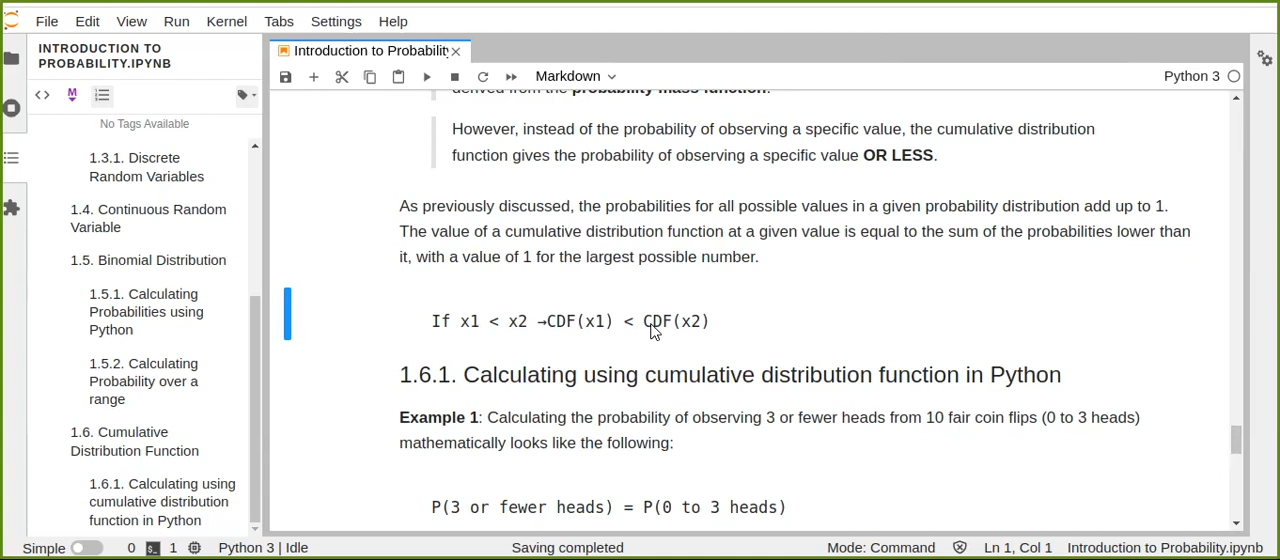 File Edit View Run Kernel Tabs Settings Help
INTRODUCTION TO
PROBABILITY.IPYNB
Introduction to Probability
Markdown
Python 3
No Tags Available
1.3.1. Discrete
Random Variables
1.4. Continuous Random
Variable
1.5. Binomial Distribution
1.5.1. Calculating
Probabilities using
Python
1.5.2. Calculating
Probability over a
range
1.6. Cumulative
Distribution Function
1.6.1. Calculating using
cumulative distribution
function in Python
derived from the probability mass function.
However, instead of the probability of observing a specific value, the cumulative distribution
function gives the probability of observing a specific value OR LESS.
As previously discussed, the probabilities for all possible values in a given probability distribution add up to 1.
The value of a cumulative distribution function at a given value is equal to the sum of the probabilities lower than
it, with a value of 1 for the largest possible number.
If x1 < x2 →CDF(x1) < CDF(x2)
1.6.1. Calculating using cumulative distribution function in Python
Example 1: Calculating the probability of observing 3 or fewer heads from 10 fair coin flips (0 to 3 heads)
mathematically looks like the following:
P(3 or fewer heads) = P(0 to 3 heads)
Simple 0 1 Python 3 | Idle Saving completed Mode: Command Ln 1, Col 1 Introduction to Probability.ipynb